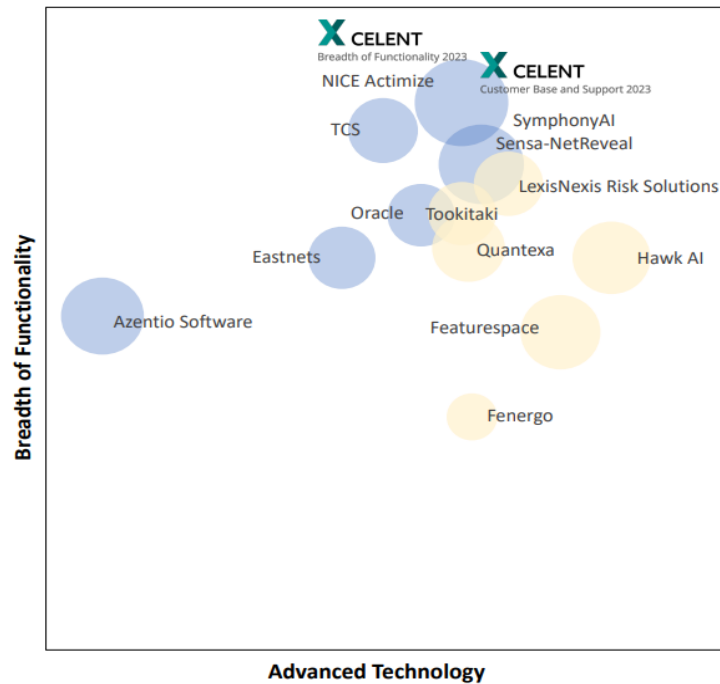 CELENT
Breadth of Functionality 2023
CELENT
Customer Base and Support 2023
NICE Actimize
SymphonyAI
TCS
Sensa-NetReveal
LexisNexis Risk Solutions
Oracle
Tookitaki
Eastnets
Quantexa
Hawk AI
Azentio Software
Featurespace
Fenergo
Breadth of Functionality
Advanced Technology